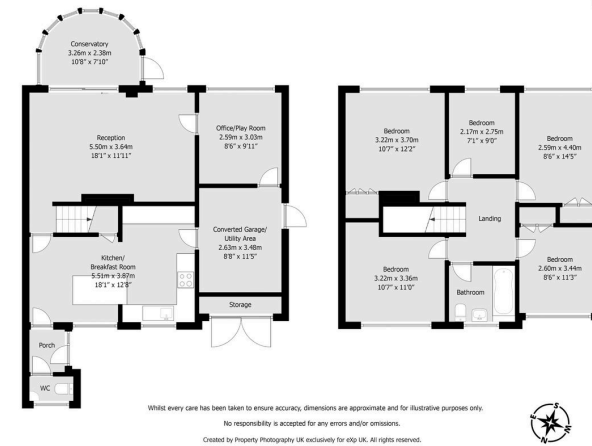 Conservatory
3.26m x 2.38m
10'8" x 7'10"
Reception
5.50m x 3.64m
18'1" x 11'11"
Office/Play Room
2.59m x 3.03m
8'6" x 9'11"
Converted Garage/
Utility Area
2.63m x 3.48m
8'8" x 11'5"
Kitchen/
Breakfast Room
5.51m x 3.87m
18'1" x 12'8"
Storage
Porch
WC
Bedroom
3.22m x 3.70m
10'7" x 12'2"
Bedroom
2.17m x 2.75m
7'1" x 9'0"
Bedroom
2.59m x 4.40m
8'6" x 14'5"
Landing
Bedroom
3.22m x 3.36m
10'7" x 11'0"
Bathroom
Bedroom
2.60m x 3.44m
8'6" x 11'3"
Whilst every care has been taken to ensure accuracy, dimensions are approximate and for illustrative purposes only.
No responsibility is accepted for any errors and/or omissions.
Created by Property Photography UK exclusively for eXp UK. All rights reserved.
S
E
W
N